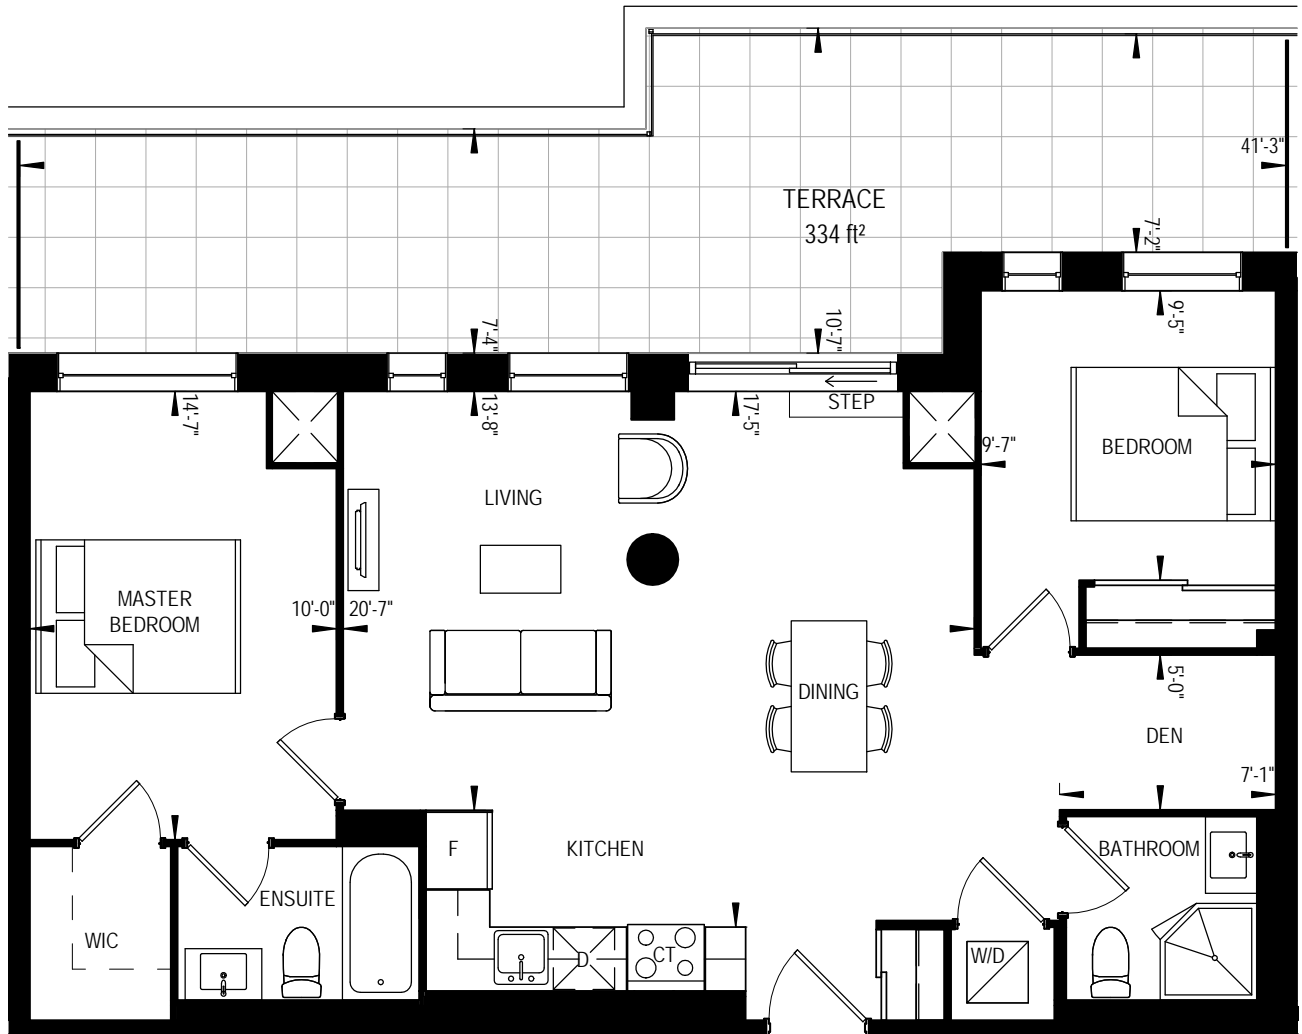 41'-3"
TERRACE
334 ft²
7'-2"
7'-4"
10'-7"
9'-5"
14'-7"
13'-8"
17'-5"
STEP
9'-7"
BEDROOM
LIVING
MASTER
BEDROOM
10'-0"
20'-7"
DINING
5'-0"
DEN
7'-1"
F
KITCHEN
BATHROOM
ENSUITE
WIC
D
CT
W/D